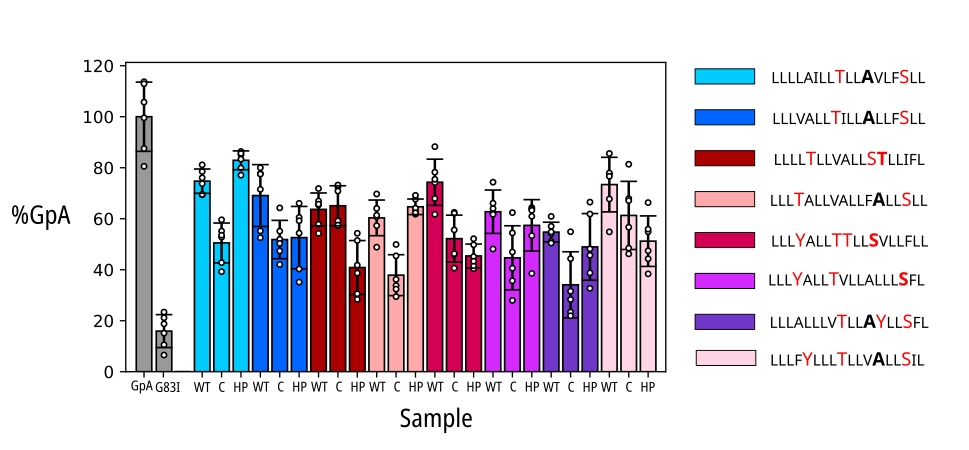 120
100
80
60
40
20
0
%GpA
GpA G83I WT C HP WT C HP WT C HP WT C HP WT C HP WT C HP WT C HP WT C HP
Sample
LLLLAILLTLLAVLFSLL
LLLVALLTILLALLFSLL
LLLLTLLVALLSTLLIFL
LLLTALLVALLFALLSLL
LLLYALLTTLLSVLLFLL
LLLYALLTVLLALLLSFL
LLLALLLVTLLAYLLSFL
LLLFYLLLTLLVALLSIL